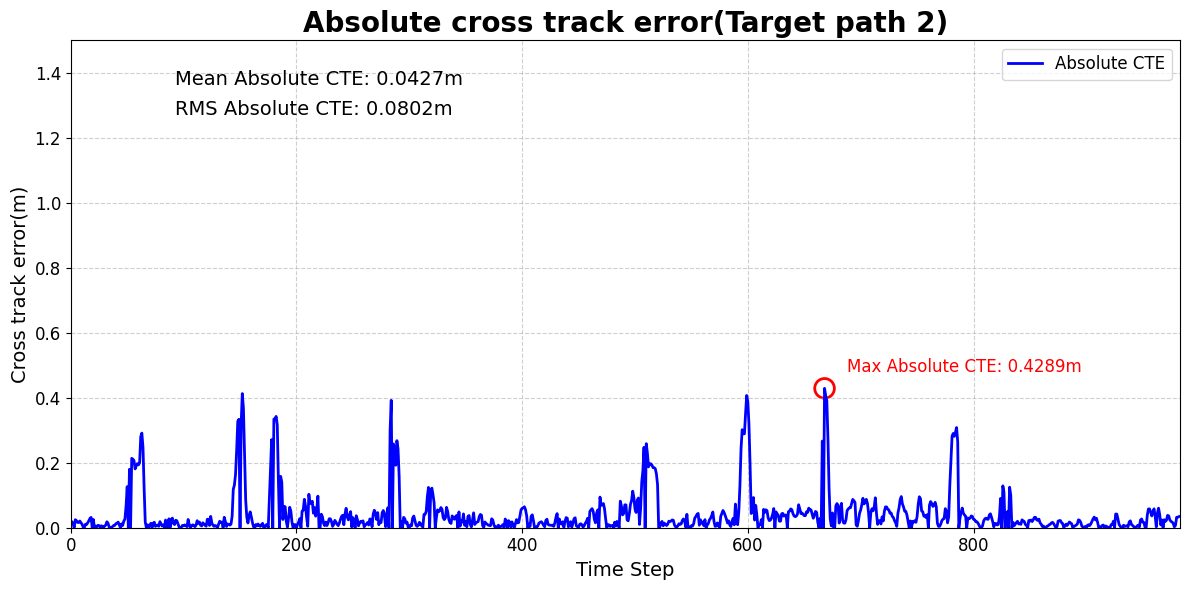 Absolute cross track error(Target path 2)
Mean Absolute CTE: 0.0427m
RMS Absolute CTE: 0.0802m
Absolute CTE
Max Absolute CTE: 0.4289m
Cross track error(m)
1.4
1.2
1.0
0.8
0.6
0.4
0.2
0.0
0
200
400
600
800
Time Step